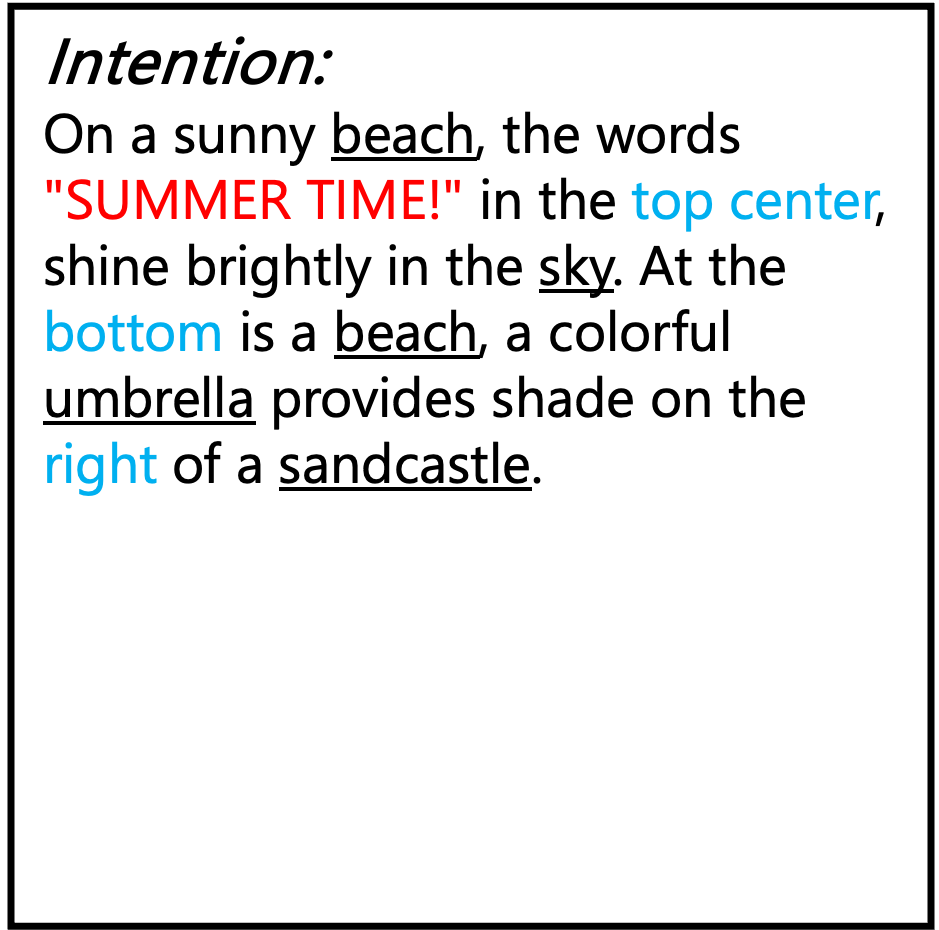 Intention:
On a sunny beach, the words
"SUMMER TIME!" in the top center,
shine brightly in the sky. At the
bottom is a beach, a colorful
umbrella provides shade on the
right of a sandcastle.